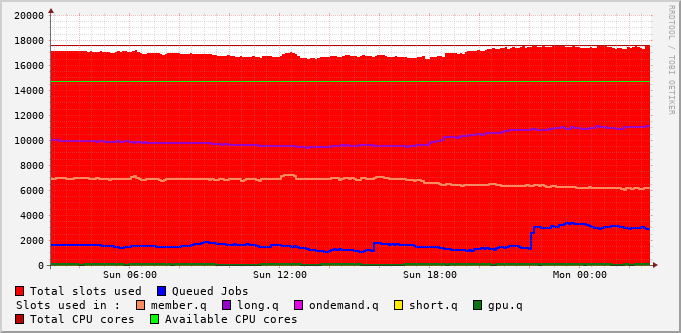 20000
18000
16000
14000
12000
10000
8000
6000
4000
2000
0
Sun 06:00 Sun 12:00 Sun 18:00 Mon 00:00
Total slots used Queued Jobs
Slots used in : member.q long.q ondemand.q short.q gpu.q
Total CPU cores Available CPU cores
RRDTOOL / TOBI OETIKER